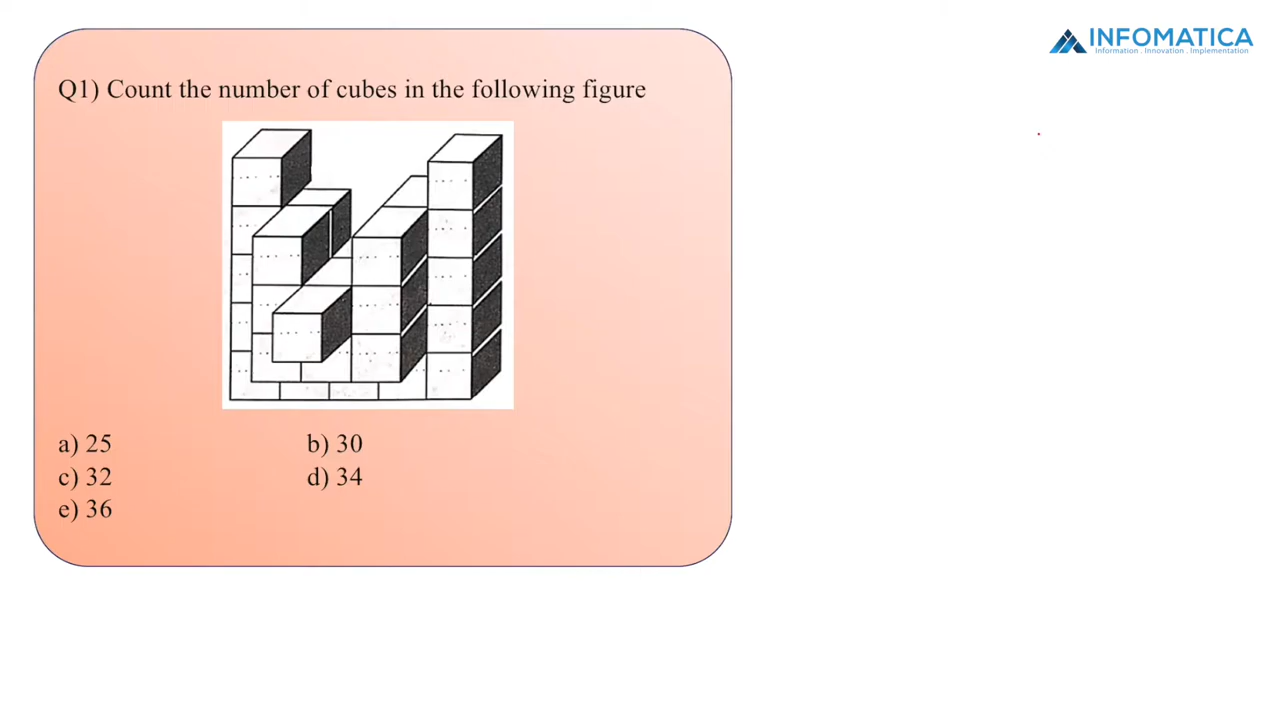 INFOMATICA
Information . Innovation . Implementation
Q1) Count the number of cubes in the following figure
a) 25 b) 30
c) 32 d) 34
e) 36